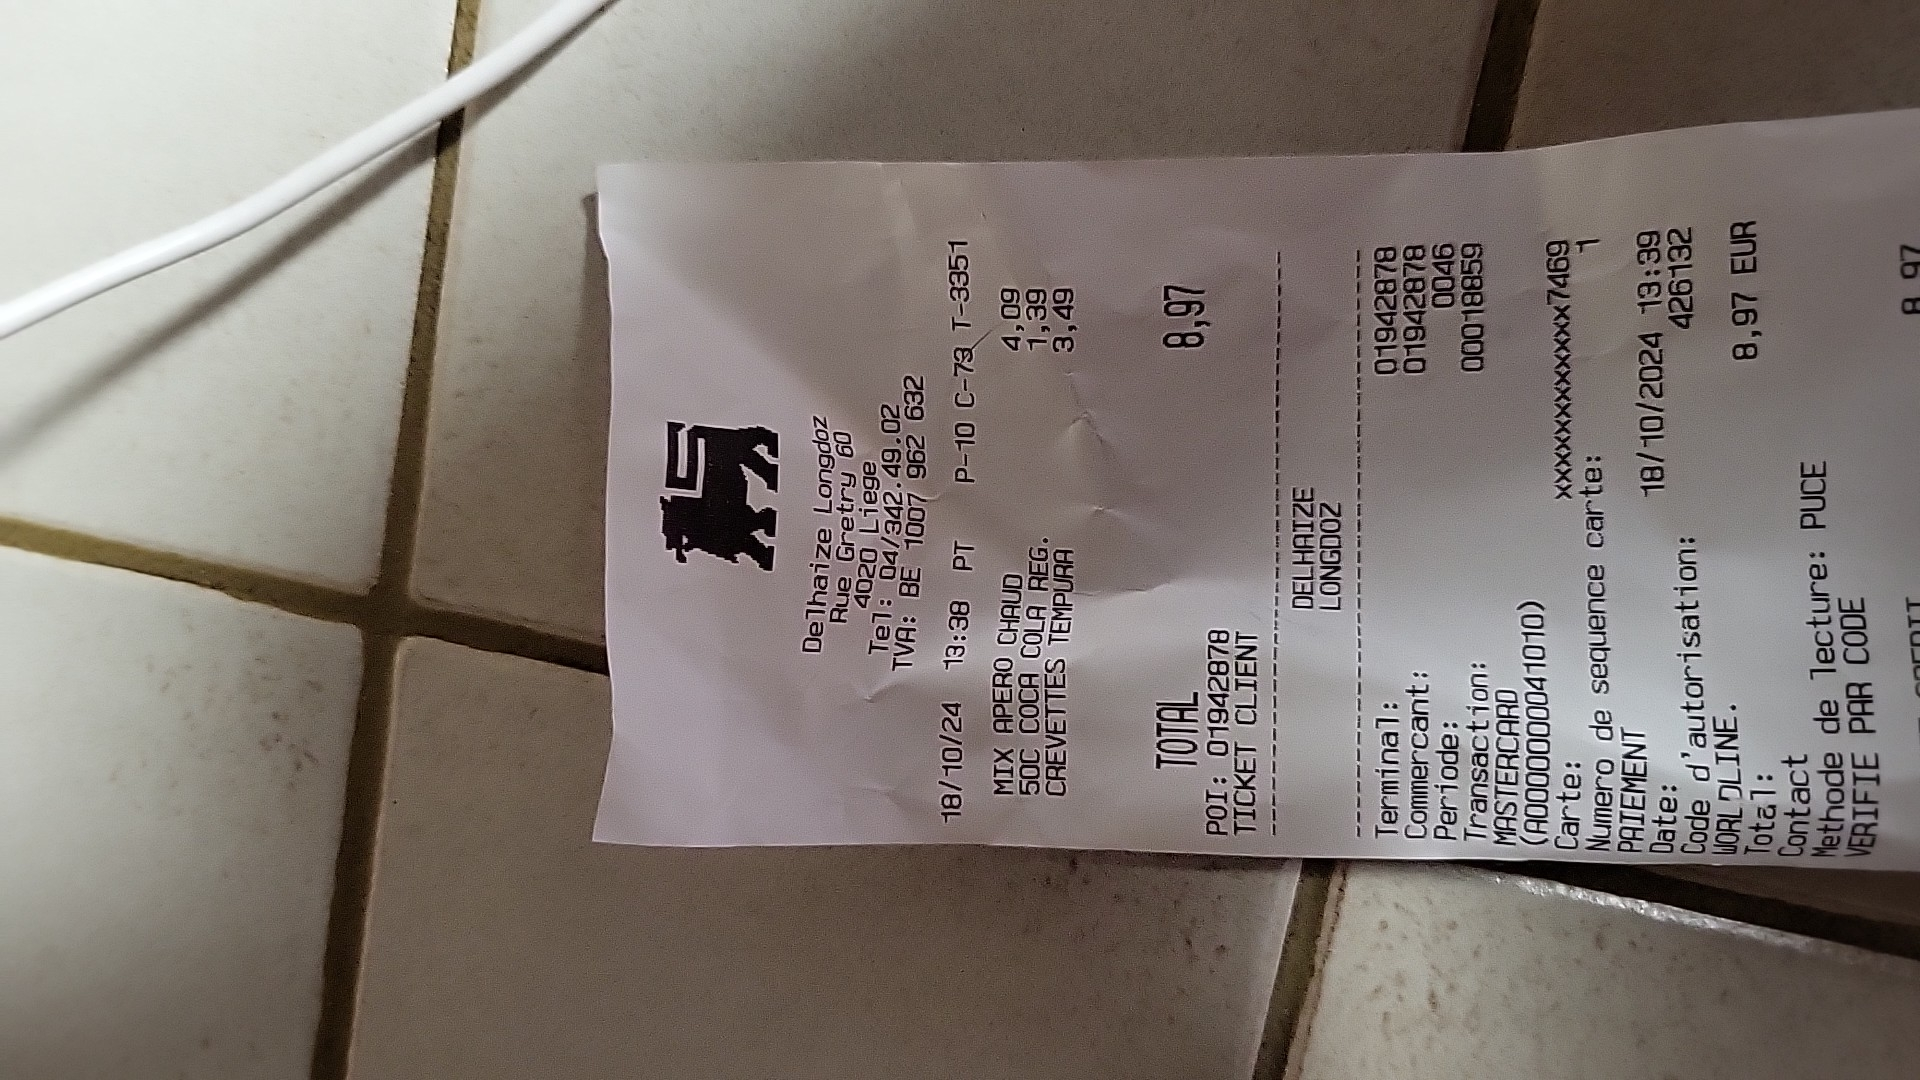 Delhaize Longdoz
Rue Gretry 60
4020 Liege
Tel: 04/342.49.02
TVA: BE 1007 962 632
18/10/24 13:38 PT P-10 C-73 T-3351
MIX APERO CHAUD 4,09
50C COCA COLA REG. 1,39
CREVETTES TEMPURA 3,49
TOTAL 8,97
POI: 01942878
TICKET CLIENT
DELHAIZE
LONGDOZ
Terminal: 01942878
Commercant: 01942878
Periode: 0046
Transaction: 00018859
MASTERCARD
(A0000000041010)
Carte: xxxxxxxxxxxxx7469
Numero de sequence carte: 1
PAIEMENT
Date: 18/10/2024 13:39
Code d'autorisation: 426132
WORLDLINE.
Total: 8,97 EUR
Contact
Methode de lecture: PUCE
VERIFIE PAR CODE
8,97